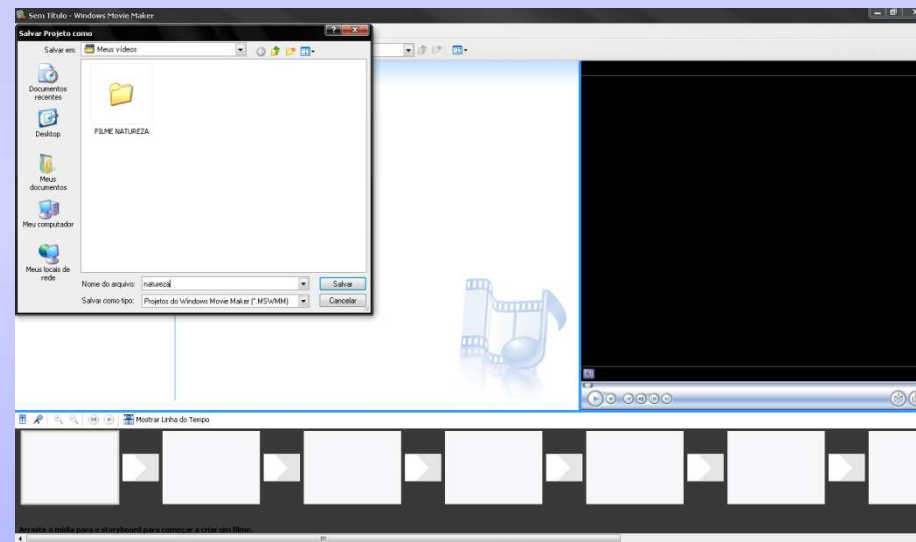 Sem Título - Windows Movie Maker
Salvar Projeto como
Salvar em:
Meus vídeos
Documentos recentes
Desktop
Meus documentos
Meu computador
Meus locais de rede
FILME NATUREZA
Nome do arquivo:
natureza
Salvar
Salvar como tipo:
Projetos do Windows Movie Maker (*.MSWMM)
Cancelar
Mostrar Linha do Tempo
Arraste a mídia para o storyboard para começar a criar um filme.